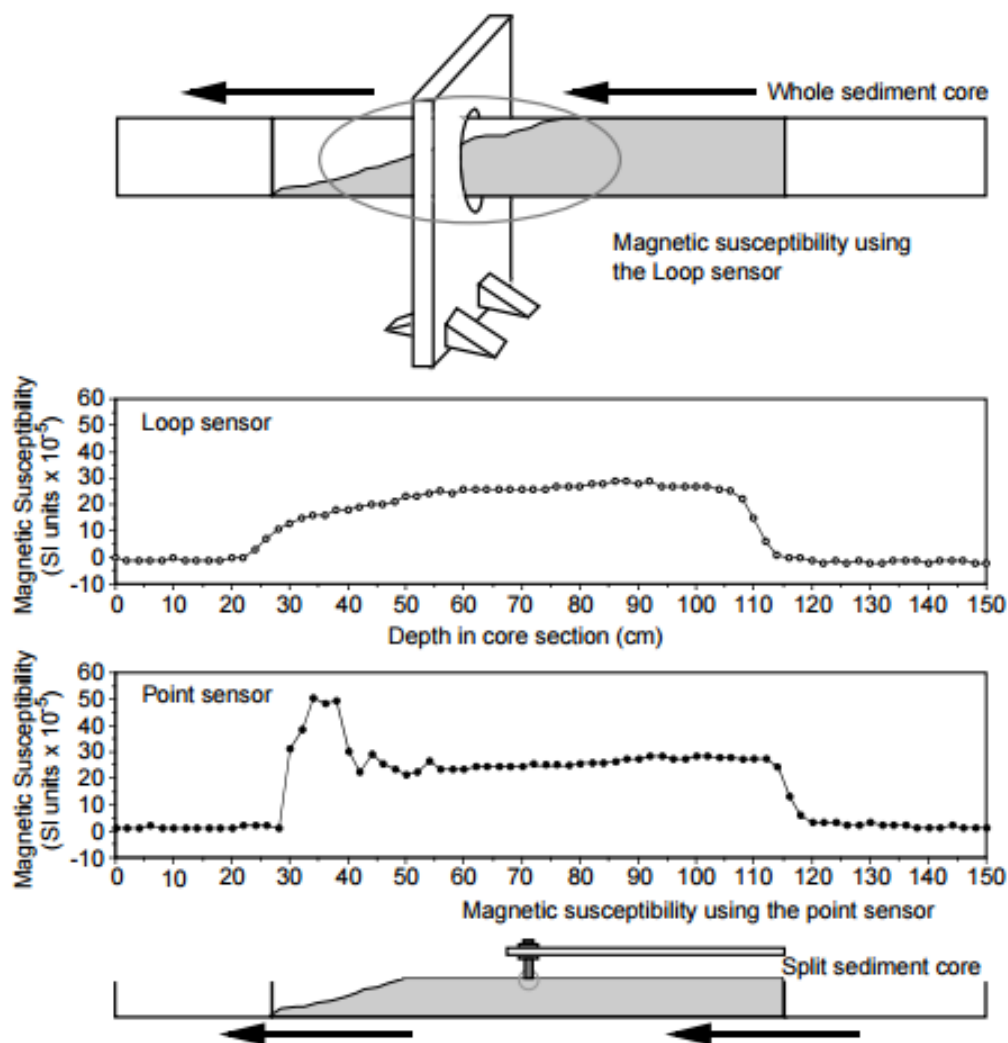 Whole sediment core
Magnetic susceptibility using
the Loop sensor
Magnetic Susceptibility
(SI units x 10⁻⁵)
60
50
40
30
20
10
0
-10
Loop sensor
0 10 20 30 40 50 60 70 80 90 100 110 120 130 140 150
Depth in core section (cm)
Magnetic Susceptibility
(SI units x 10⁻⁵)
60
50
40
30
20
10
0
-10
Point sensor
0 10 20 30 40 50 60 70 80 90 100 110 120 130 140 150
Magnetic susceptibility using the point sensor
Split sediment core